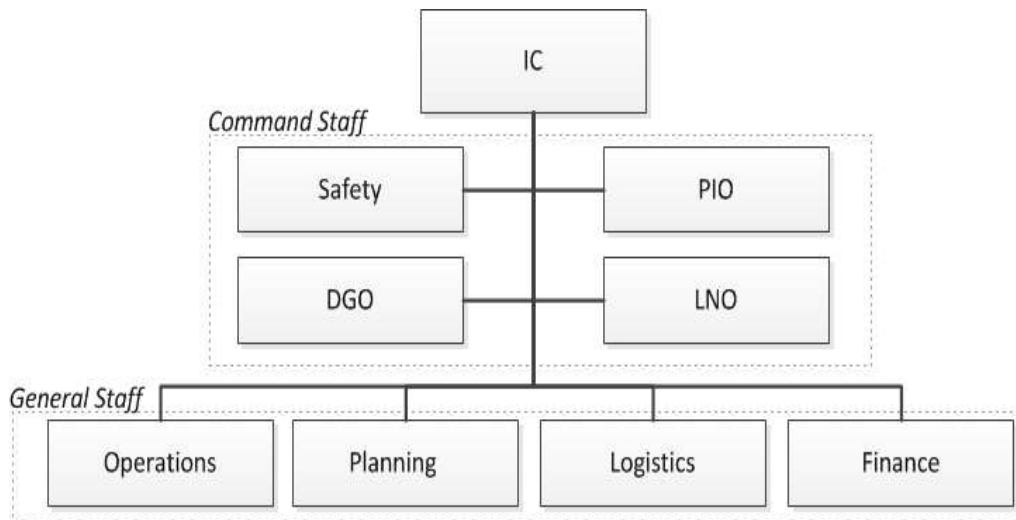 IC
Command Staff
Safety
PIO
DGO
LNO
General Staff
Operations
Planning
Logistics
Finance